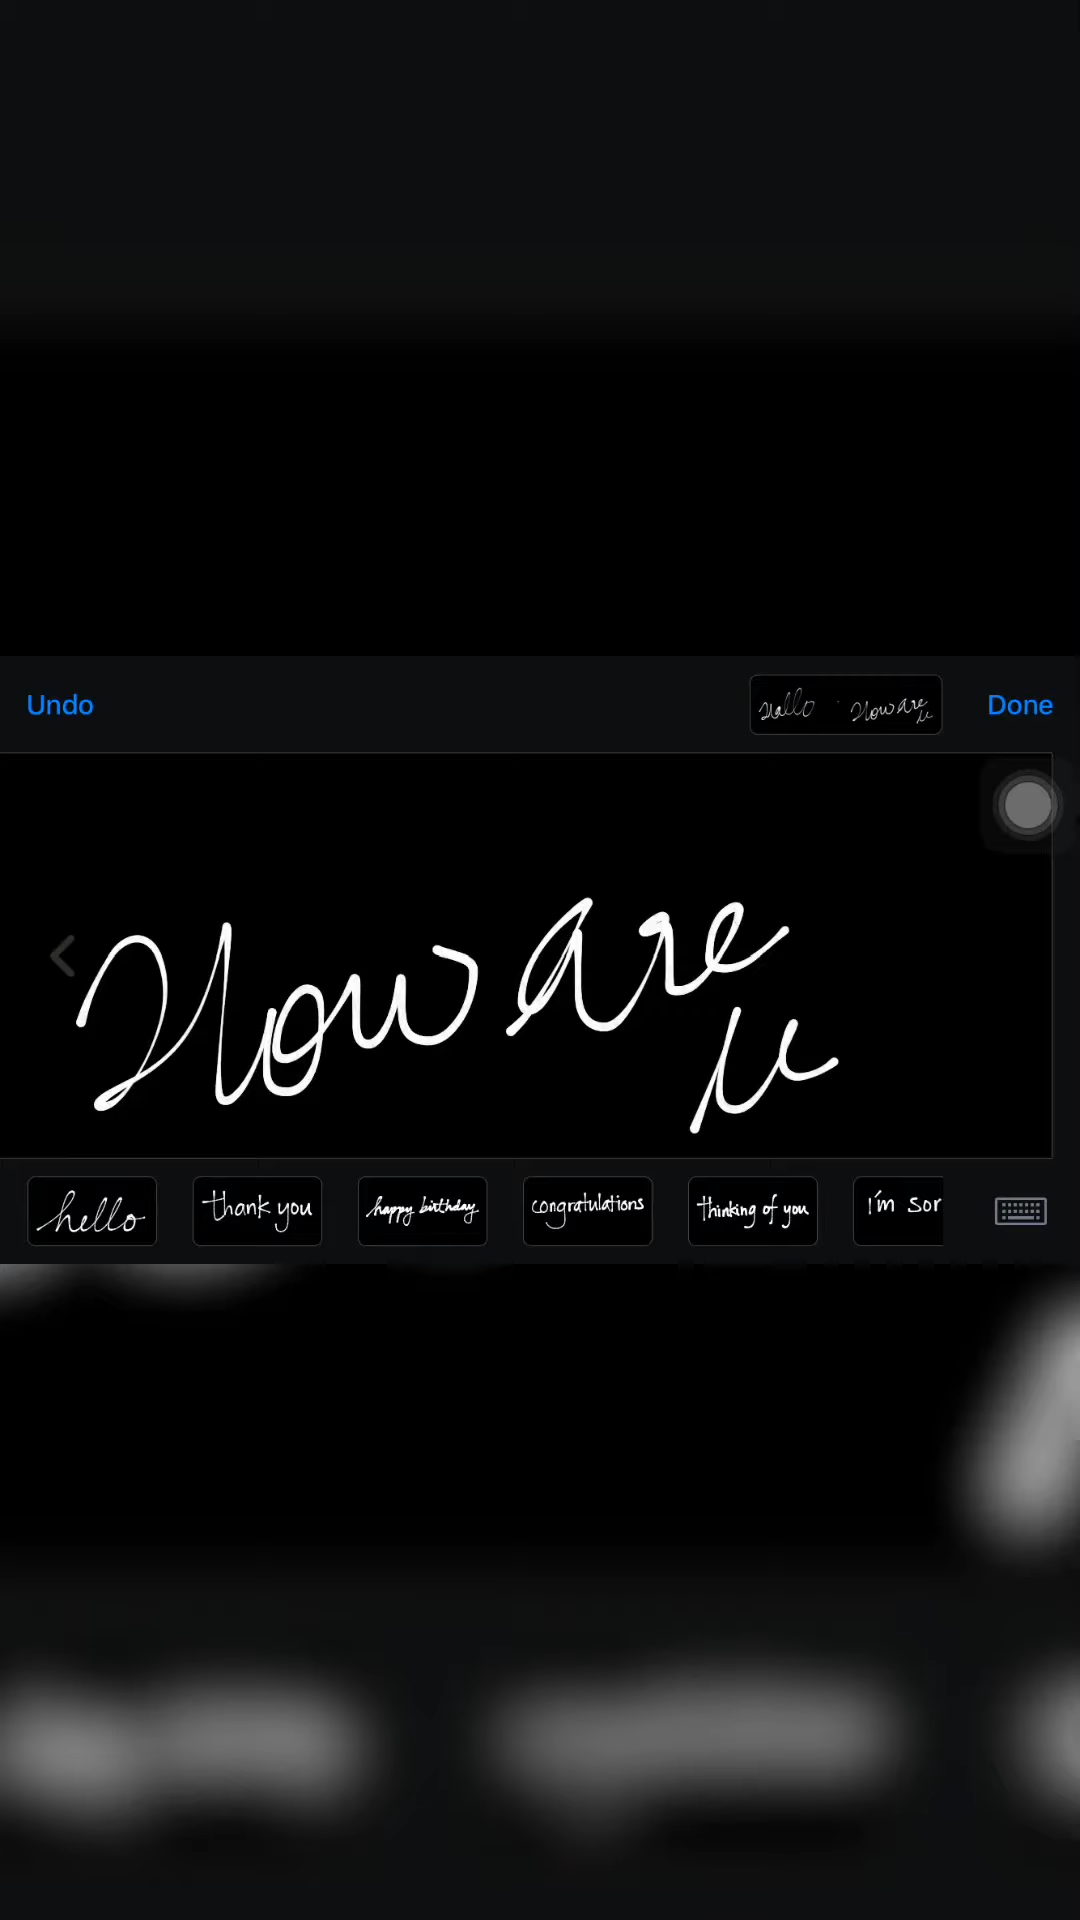 Undo
Hallo How are u
Done
How are
u
hello
thank you
happy birthday
congratulations
thinking of you
I'm Sor